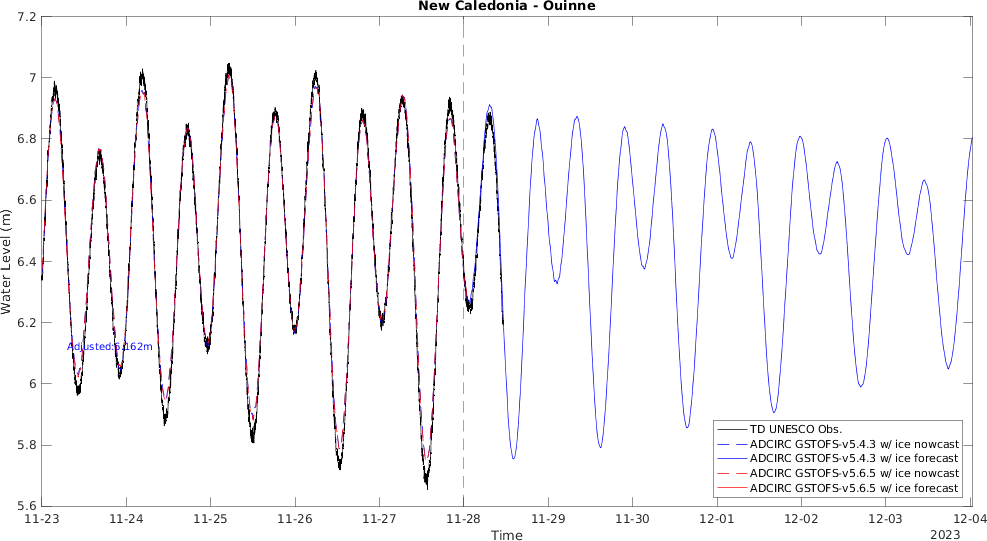 New Caledonia - Ouinne
7.2
7
6.8
6.6
6.4
6.2
6
5.8
5.6
Water Level (m)
Adjusted:6.162m
TD UNESCO Obs.
ADCIRC GSTOFS-v5.4.3 w/ ice nowcast
ADCIRC GSTOFS-v5.4.3 w/ ice forecast
ADCIRC GSTOFS-v5.6.5 w/ ice nowcast
ADCIRC GSTOFS-v5.6.5 w/ ice forecast
11-23 11-24 11-25 11-26 11-27 11-28 11-29 11-30 12-01 12-02 12-03 12-04
Time
2023